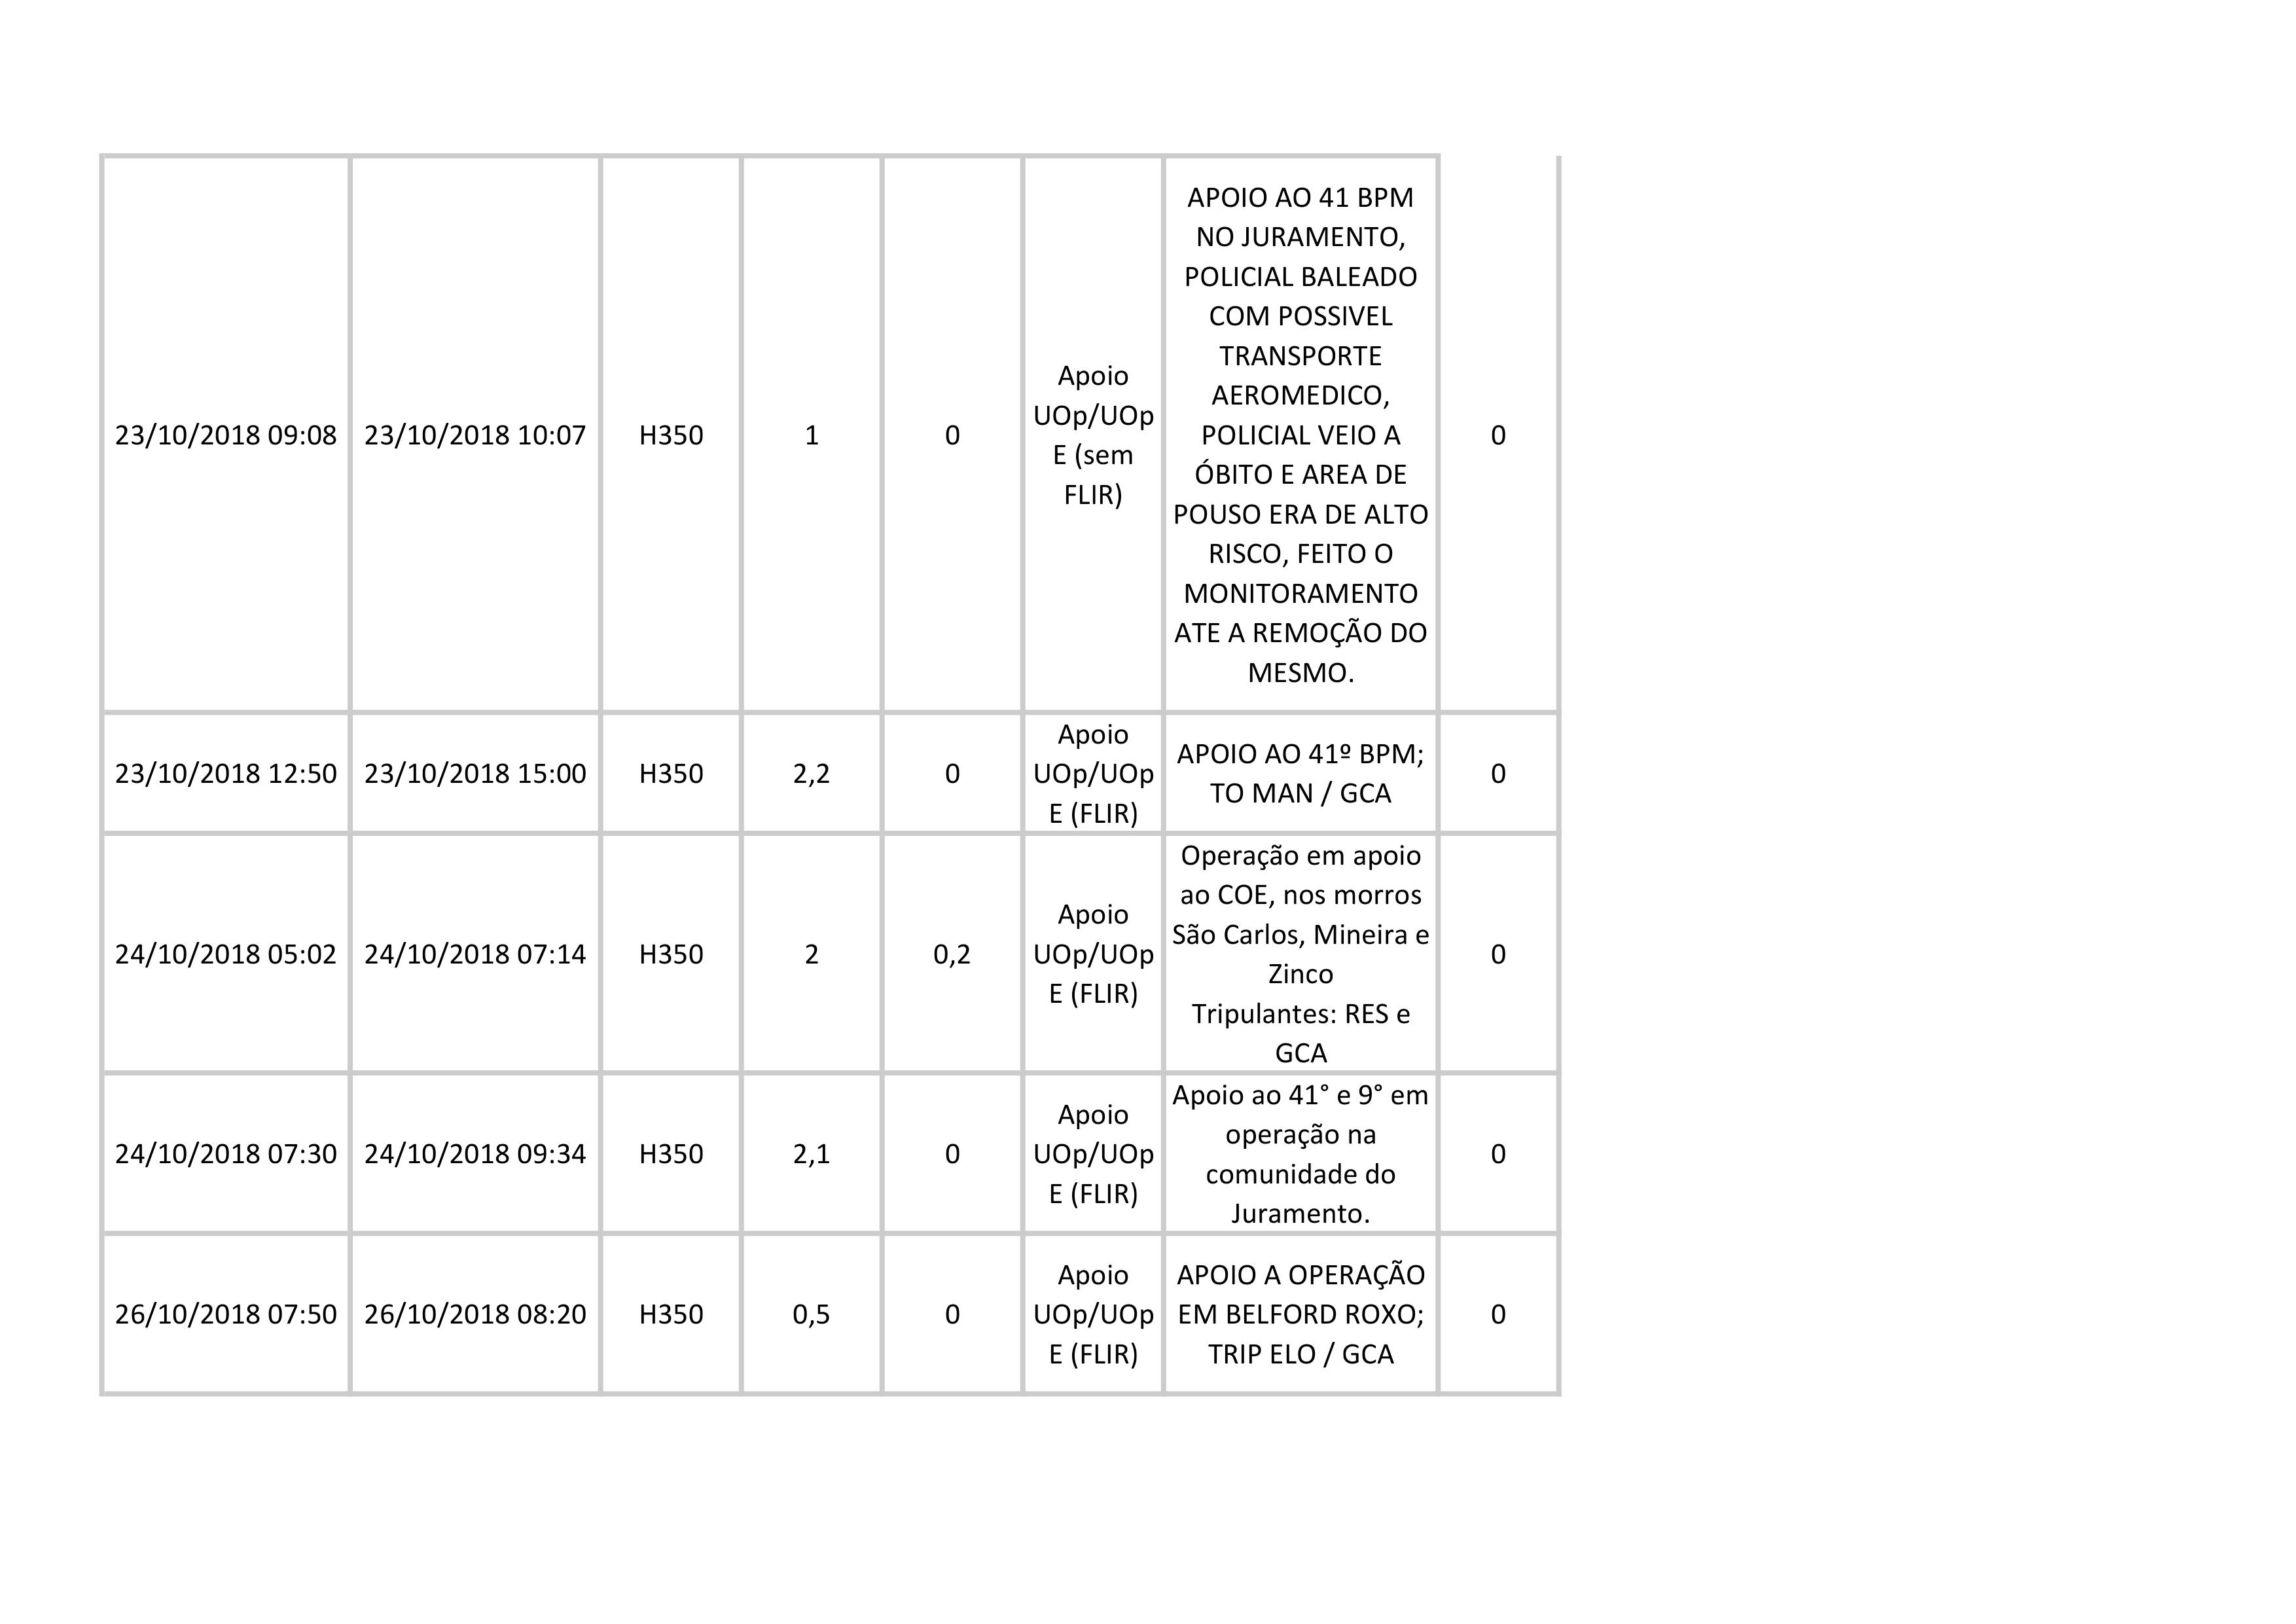 23/10/2018 09:08 23/10/2018 10:07 H350 1 0 Apoio
UOp/UOp
E (sem
FLIR) APOIO AO 41 BPM
NO JURAMENTO,
POLICIAL BALEADO
COM POSSIVEL
TRANSPORTE
AEROMEDICO,
POLICIAL VEIO A
ÓBITO E AREA DE
POUSO ERA DE ALTO
RISCO, FEITO O
MONITORAMENTO
ATE A REMOÇÃO DO
MESMO. 0
23/10/2018 12:50 23/10/2018 15:00 H350 2,2 0 Apoio
UOp/UOp
E (FLIR) APOIO AO 41º BPM;
TO MAN / GCA 0
24/10/2018 05:02 24/10/2018 07:14 H350 2 0,2 Apoio
UOp/UOp
E (FLIR) Operação em apoio
ao COE, nos morros
São Carlos, Mineira e
Zinco
Tripulantes: RES e
GCA 0
24/10/2018 07:30 24/10/2018 09:34 H350 2,1 0 Apoio
UOp/UOp
E (FLIR) Apoio ao 41° e 9° em
operação na
comunidade do
Juramento. 0
26/10/2018 07:50 26/10/2018 08:20 H350 0,5 0 Apoio
UOp/UOp
E (FLIR) APOIO A OPERAÇÃO
EM BELFORD ROXO;
TRIP ELO / GCA 0